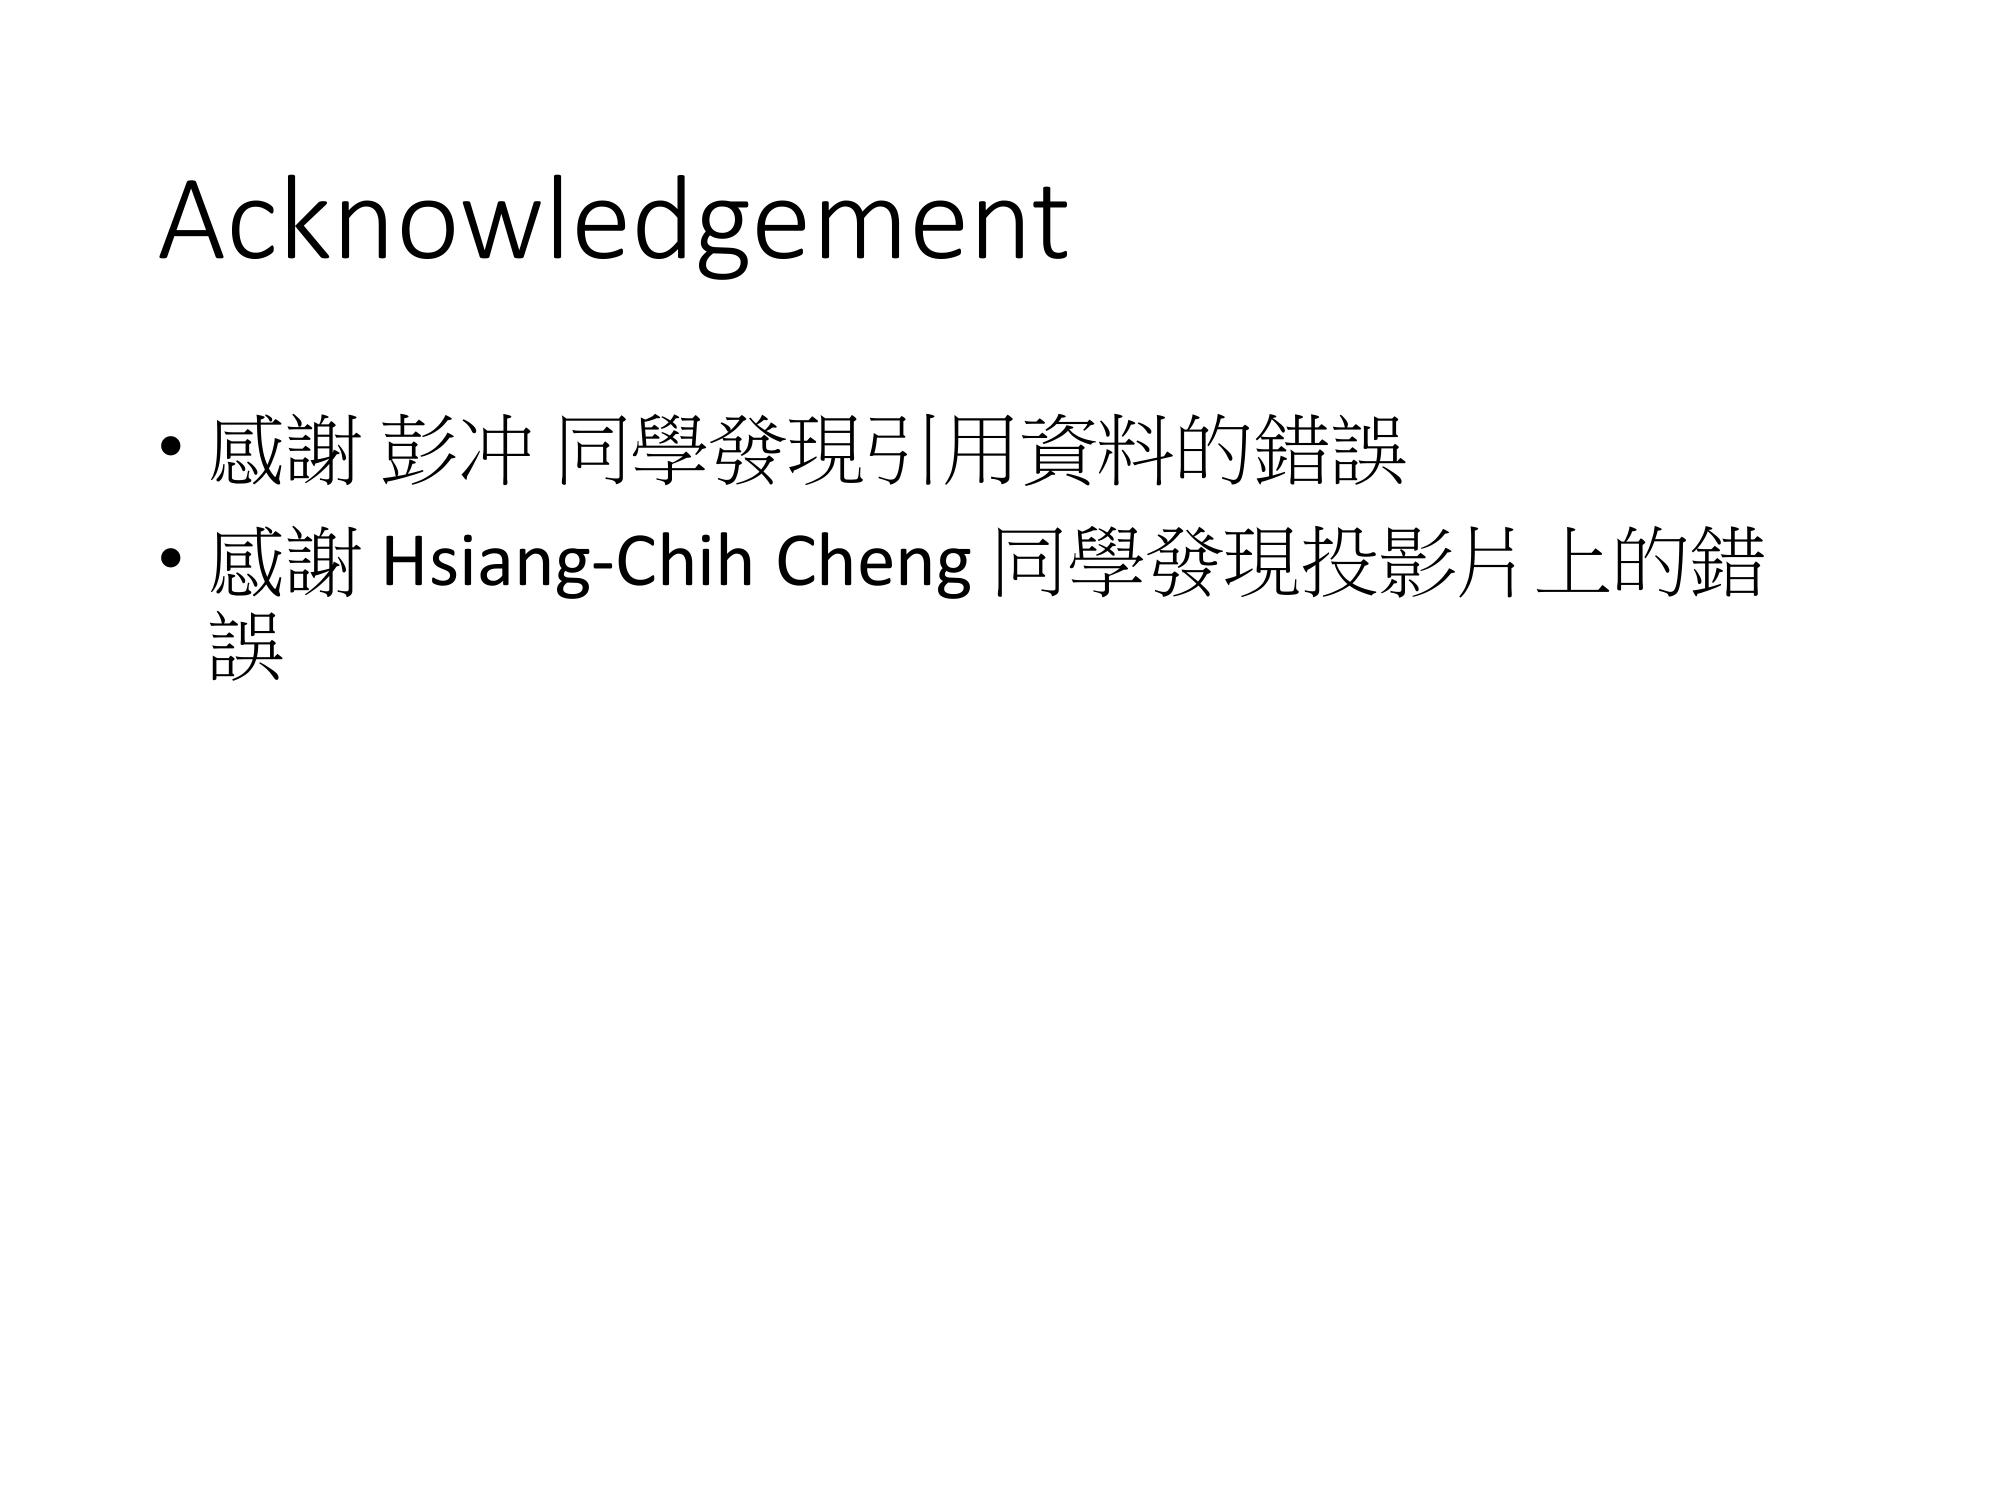 Acknowledgement
• 感謝 彭冲 同學發現引用資料的錯誤
• 感謝 Hsiang-Chih Cheng 同學發現投影片上的錯
誤